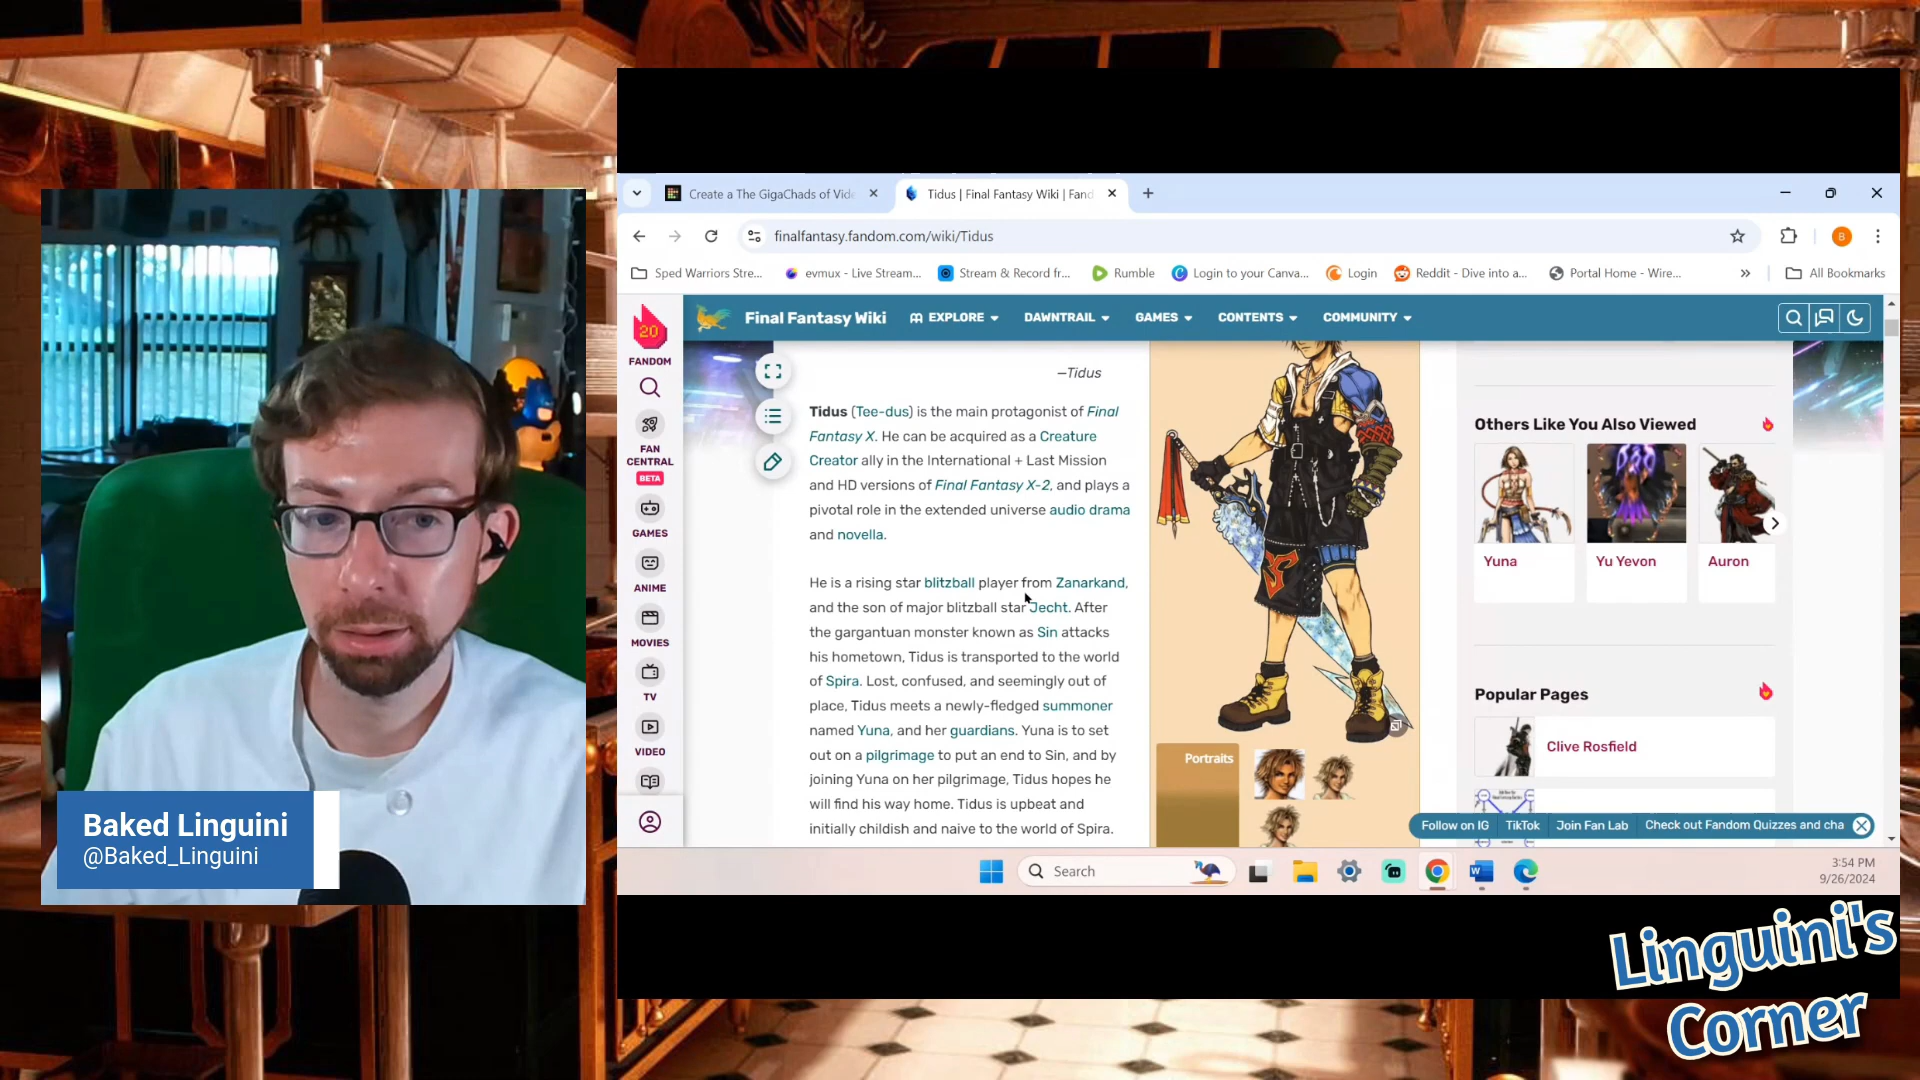 Create a The GigaChads of Vide
Tidus | Final Fantasy Wiki | Fand
finalfantasy.fandom.com/wiki/Tidus
B
Sped Warriors Stre...
evmux - Live Stream...
Stream & Record fr...
Rumble
Login to your Canva...
Login
Reddit - Dive into a...
Portal Home - Wire...
All Bookmarks
20
FANDOM
FAN
CENTRAL
BETA
GAMES
ANIME
MOVIES
TV
VIDEO
Final Fantasy Wiki
EXPLORE
DAWNTRAIL
GAMES
CONTENTS
COMMUNITY
—Tidus
Tidus (Tee-dus) is the main protagonist of Final
Fantasy X. He can be acquired as a Creature
Creator ally in the International + Last Mission
and HD versions of Final Fantasy X-2, and plays a
pivotal role in the extended universe audio drama
and novella.
He is a rising star blitzball player from Zanarkand,
and the son of major blitzball star Jecht. After
the gargantuan monster known as Sin attacks
his hometown, Tidus is transported to the world
of Spira. Lost, confused, and seemingly out of
place, Tidus meets a newly-fledged summoner
named Yuna, and her guardians. Yuna is to set
out on a pilgrimage to put an end to Sin, and by
joining Yuna on her pilgrimage, Tidus hopes he
will find his way home. Tidus is upbeat and
initially childish and naive to the world of Spira.
Portraits
Others Like You Also Viewed
Yuna
Yu Yevon
Auron
Popular Pages
Clive Rosfield
Follow on IG
TikTok
Join Fan Lab
Check out Fandom Quizzes and cha
Search
3:54 PM
9/26/2024
Baked Linguini
@Baked_Linguini
Linguini's
Corner